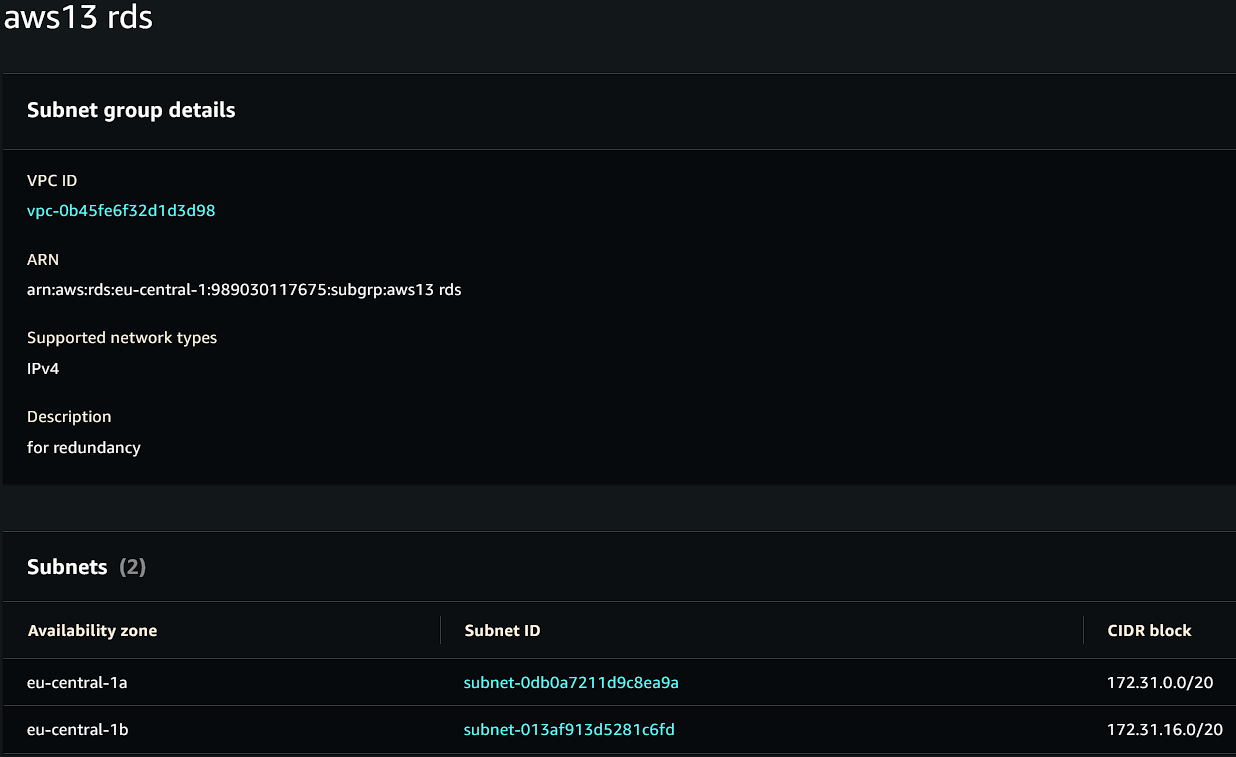 aws13 rds
Subnet group details
VPC ID
vpc-0b45fe6f32d1d3d98
ARN
arn:aws:rds:eu-central-1:989030117675:subgrp:aws13 rds
Supported network types
IPv4
Description
for redundancy
Subnets (2)
Availability zone Subnet ID CIDR block
eu-central-1a subnet-0db0a7211d9c8ea9a 172.31.0.0/20
eu-central-1b subnet-013af913d5281c6fd 172.31.16.0/20